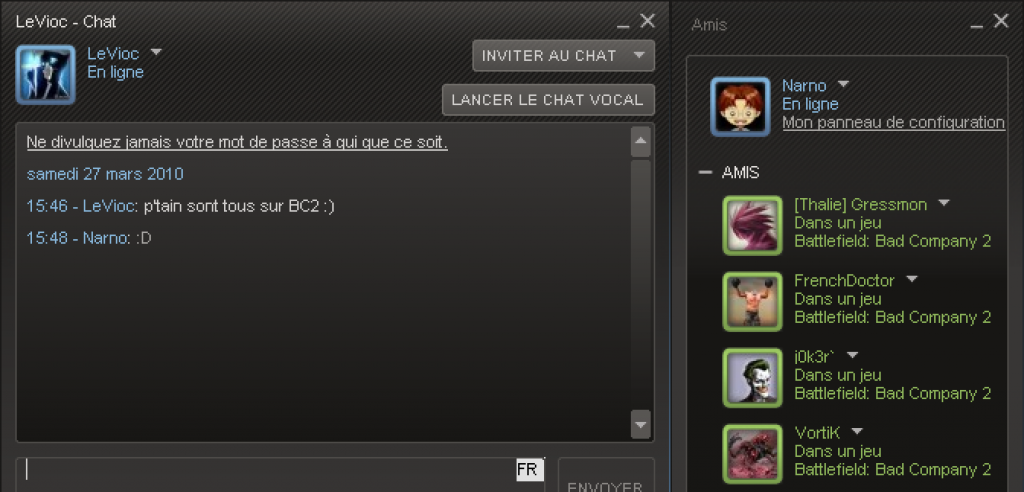 LeVioc - Chat
LeVioc
En ligne
INVITER AU CHAT
LANCER LE CHAT VOCAL
Ne divulguez jamais votre mot de passe à qui que ce soit.
samedi 27 mars 2010
15:46 - LeVioc: p'tain sont tous sur BC2 :)
15:48 - Narno: :D
FR
ENVOYER
Amis
Narno
En ligne
Mon panneau de configuration
AMIS
[Thalie] Gressmon
Dans un jeu
Battlefield: Bad Company 2
FrenchDoctor
Dans un jeu
Battlefield: Bad Company 2
j0k3r`
Dans un jeu
Battlefield: Bad Company 2
VortiK
Dans un jeu
Battlefield: Bad Company 2